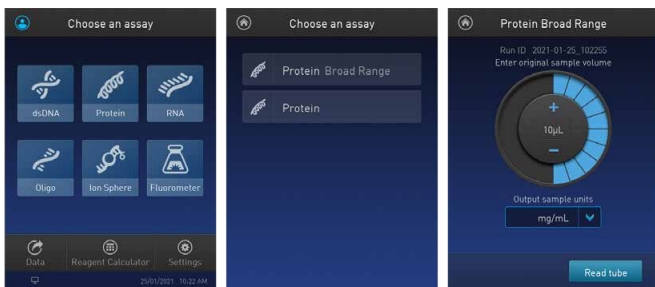 Choose an assay
dsDNA Protein RNA
Oligo Ion Sphere Fluorometer
Data Reagent Calculator Settings
25/01/2021 10:22 AM
Choose an assay
Protein Broad Range
Protein
Protein Broad Range
Run ID 2021-01-25_102255
Enter original sample volume
+
10µL
−
Output sample units
mg/mL
Read tube